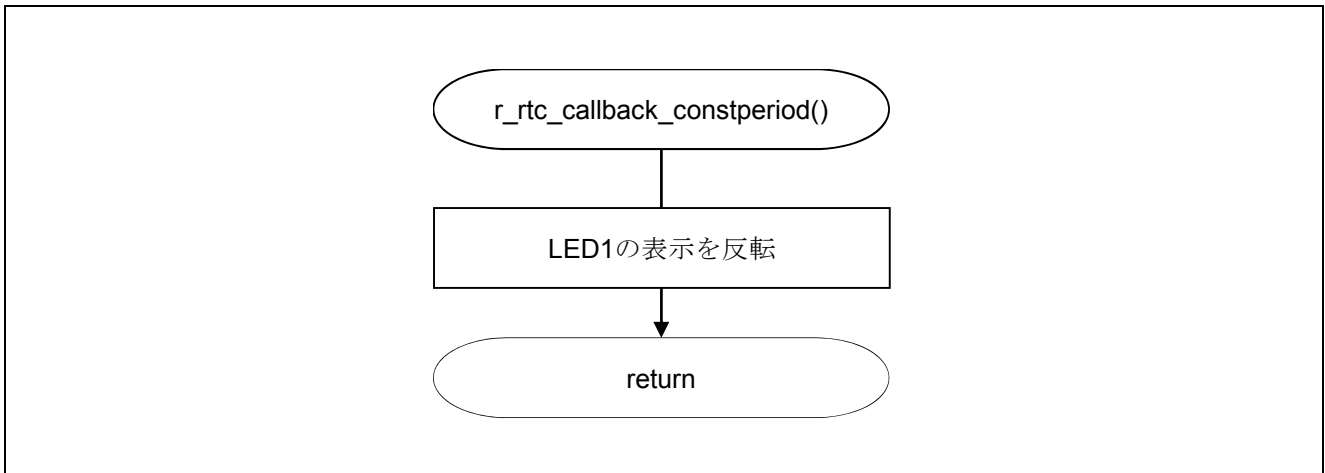 r_rtc_callback_constperiod()
LED1の表示を反転
return